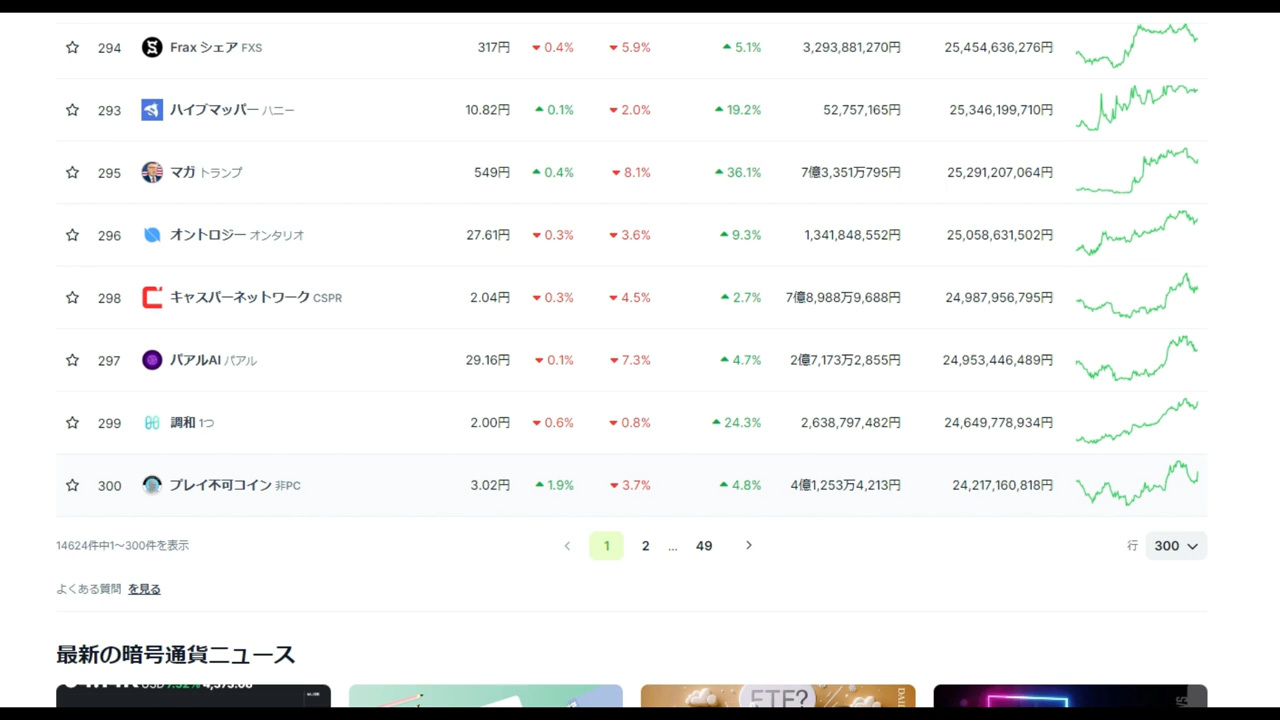 294 Frax シェア FXS 317円 0.4% 5.9% 5.1% 3,293,881,270円 25,454,636,276円
293 ハイブマッパー ハニー 10.82円 0.1% 2.0% 19.2% 52,757,165円 25,346,199,710円
295 マガ トランプ 549円 0.4% 8.1% 36.1% 7億3,351万795円 25,291,207,064円
296 オントロジー オンタリオ 27.61円 0.3% 3.6% 9.3% 1,341,848,552円 25,058,631,502円
298 キャスパーネットワーク CSPR 2.04円 0.3% 4.5% 2.7% 7億8,988万9,688円 24,987,956,795円
297 パアルAI パアル 29.16円 0.1% 7.3% 4.7% 2億7,173万2,855円 24,953,446,489円
299 調和 1つ 2.00円 0.6% 0.8% 24.3% 2,638,797,482円 24,649,778,934円
300 プレイ不可コイン 非PC 3.02円 1.9% 3.7% 4.8% 4億1,253万4,213円 24,217,160,818円
14624件中1～300件を表示 1 2 ... 49 行 300
よくある質問 を見る
最新の暗号通貨ニュース
ETF?